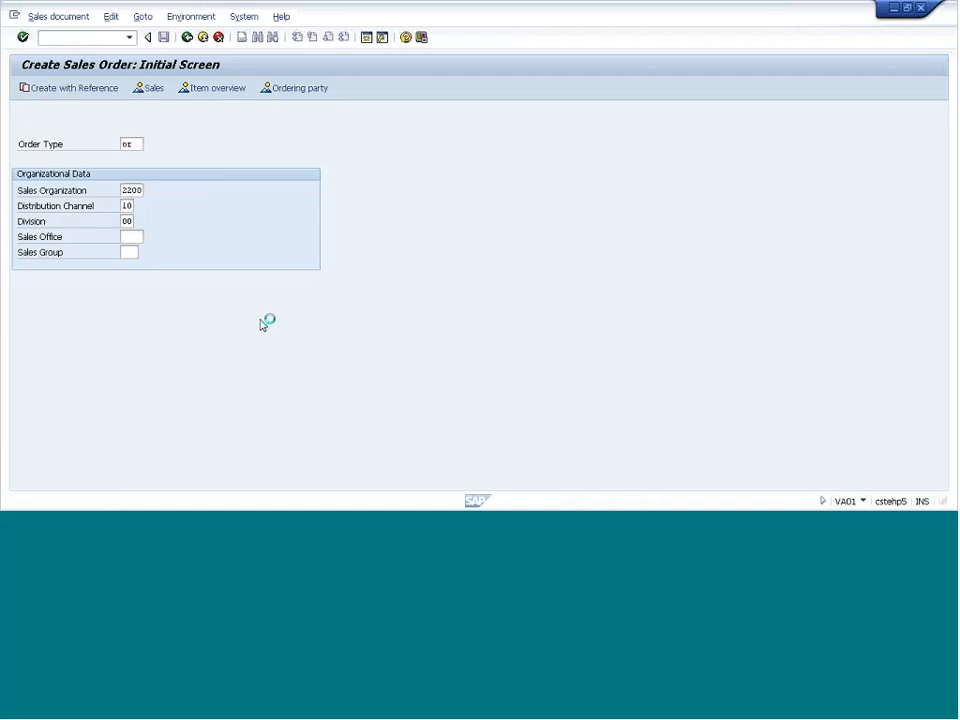 Sales document Edit Goto Environment System Help
Create Sales Order: Initial Screen
Create with Reference Sales Item overview Ordering party
Order Type or
Organizational Data
Sales Organization 2200
Distribution Channel 10
Division 00
Sales Office
Sales Group
SAP VA01 cstehp5 INS